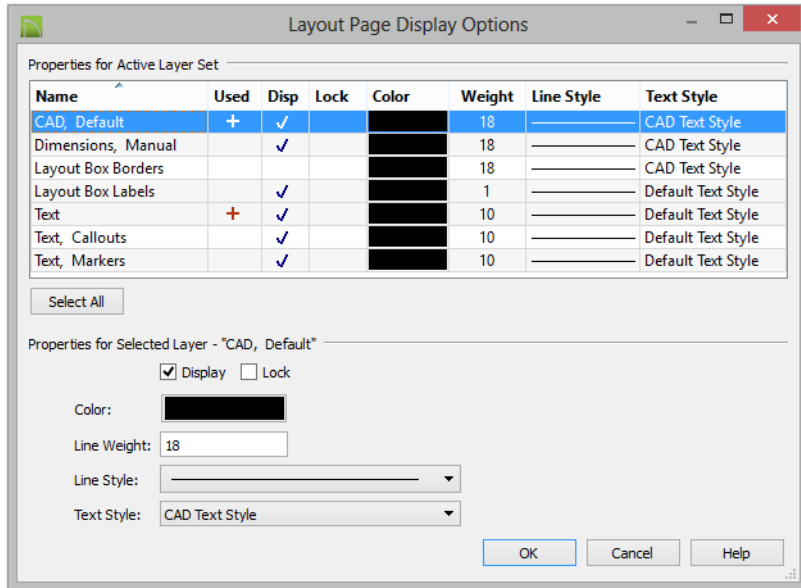 Layout Page Display Options
Properties for Active Layer Set
Name Used Disp Lock Color Weight Line Style Text Style
CAD, Default 18 CAD Text Style
Dimensions, Manual 18 CAD Text Style
Layout Box Borders 18 CAD Text Style
Layout Box Labels 1 Default Text Style
Text 10 Default Text Style
Text, Callouts 10 Default Text Style
Text, Markers 10 Default Text Style
Select All
Properties for Selected Layer - "CAD, Default"
Display Lock
Color:
Line Weight: 18
Line Style:
Text Style: CAD Text Style
OK Cancel Help